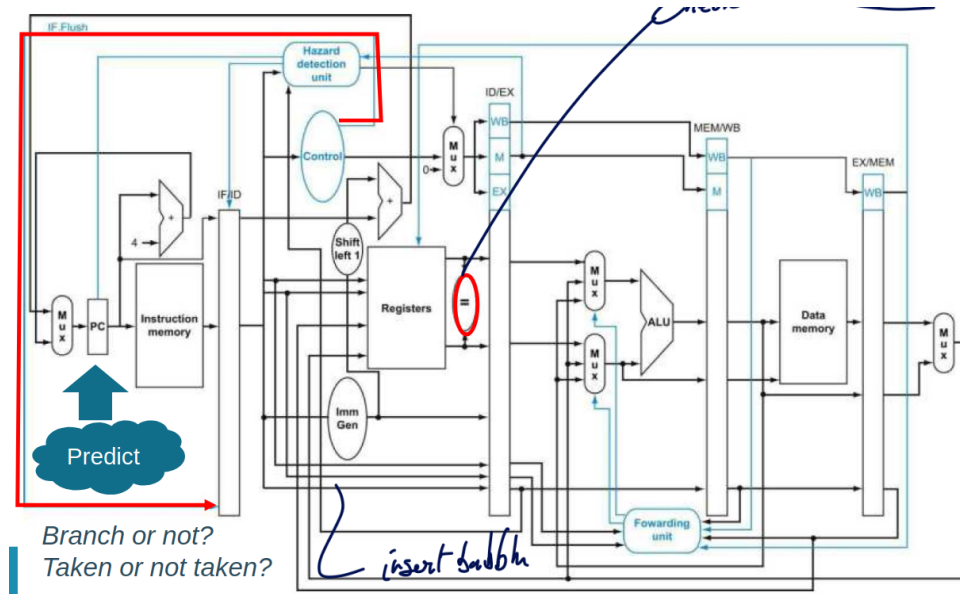 IF.Flush
Hazard
detection
unit
ID/EX
WB
MEM/WB
Control
M
u
x
0
M
WB
EX/MEM
EX
M
WB
IF/ID
+
+
4
Shift
left 1
M
u
x
PC
Instruction
memory
Registers
=
M
u
x
ALU
M
u
x
Data
memory
M
u
x
Imm
Gen
Predict
Branch or not?
Taken or not taken?
Fowarding
unit
insert